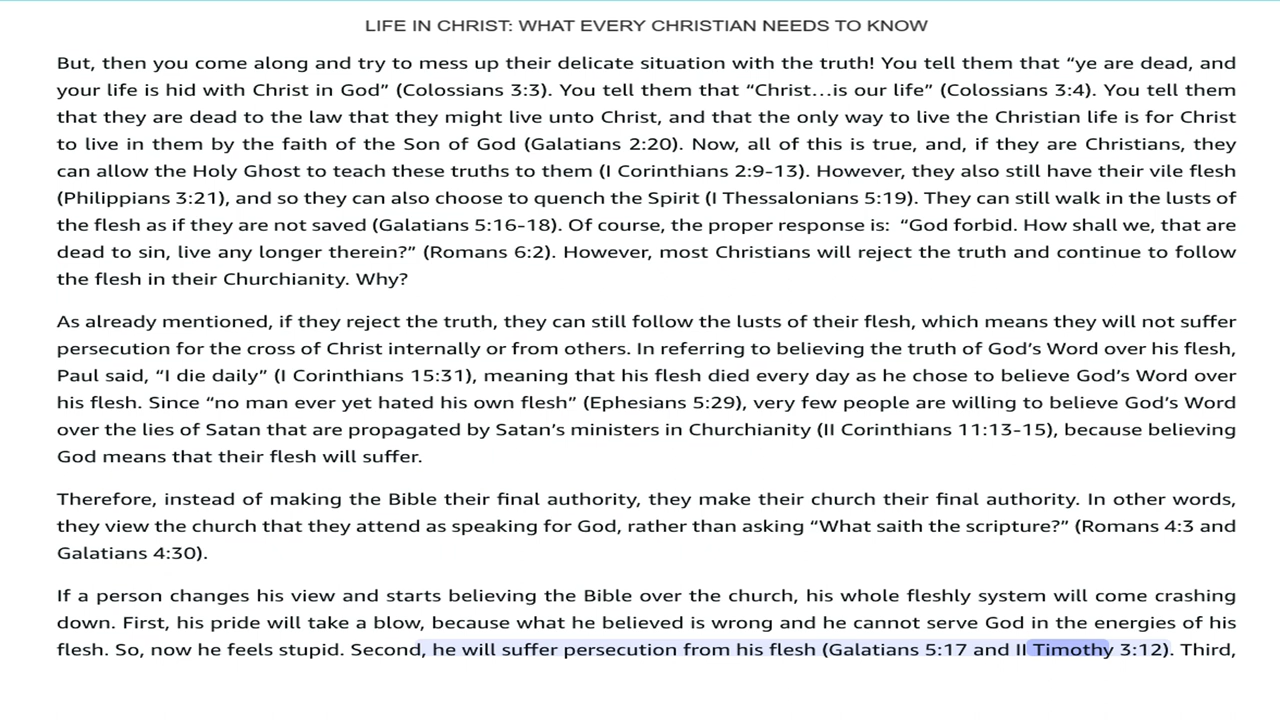 LIFE IN CHRIST: WHAT EVERY CHRISTIAN NEEDS TO KNOW
But, then you come along and try to mess up their delicate situation with the truth! You tell them that “ye are dead, and
your life is hid with Christ in God” (Colossians 3:3). You tell them that “Christ…is our life” (Colossians 3:4). You tell them
that they are dead to the law that they might live unto Christ, and that the only way to live the Christian life is for Christ
to live in them by the faith of the Son of God (Galatians 2:20). Now, all of this is true, and, if they are Christians, they
can allow the Holy Ghost to teach these truths to them (I Corinthians 2:9-13). However, they also still have their vile flesh
(Philippians 3:21), and so they can also choose to quench the Spirit (I Thessalonians 5:19). They can still walk in the lusts of
the flesh as if they are not saved (Galatians 5:16-18). Of course, the proper response is: “God forbid. How shall we, that are
dead to sin, live any longer therein?” (Romans 6:2). However, most Christians will reject the truth and continue to follow
the flesh in their Churchianity. Why?
As already mentioned, if they reject the truth, they can still follow the lusts of their flesh, which means they will not suffer
persecution for the cross of Christ internally or from others. In referring to believing the truth of God’s Word over his flesh,
Paul said, “I die daily” (I Corinthians 15:31), meaning that his flesh died every day as he chose to believe God’s Word over
his flesh. Since “no man ever yet hated his own flesh” (Ephesians 5:29), very few people are willing to believe God’s Word
over the lies of Satan that are propagated by Satan’s ministers in Churchianity (II Corinthians 11:13-15), because believing
God means that their flesh will suffer.
Therefore, instead of making the Bible their final authority, they make their church their final authority. In other words,
they view the church that they attend as speaking for God, rather than asking “What saith the scripture?” (Romans 4:3 and
Galatians 4:30).
If a person changes his view and starts believing the Bible over the church, his whole fleshly system will come crashing
down. First, his pride will take a blow, because what he believed is wrong and he cannot serve God in the energies of his
flesh. So, now he feels stupid. Second, he will suffer persecution from his flesh (Galatians 5:17 and II Timothy 3:12). Third,